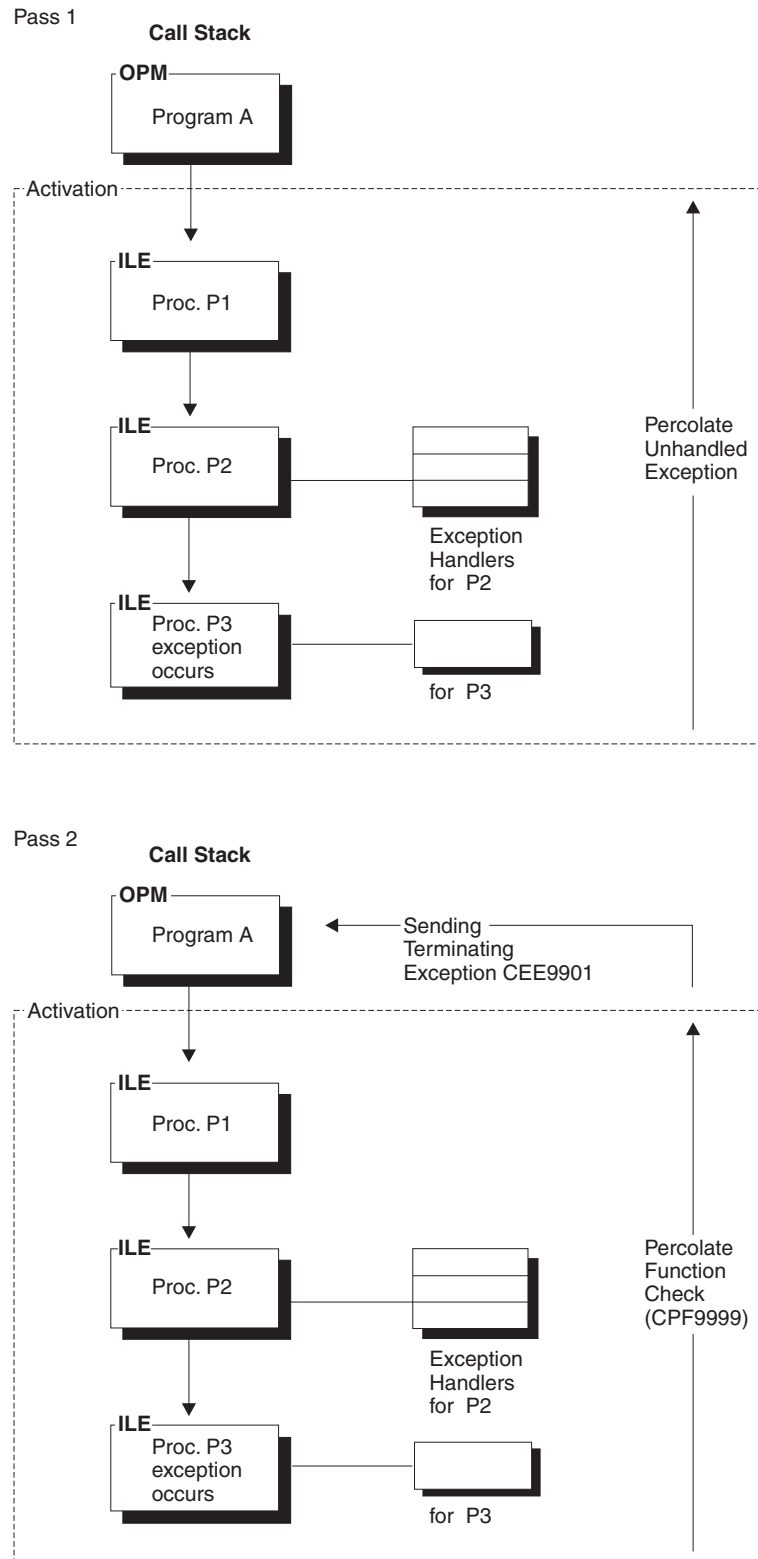 Pass 1
Call Stack
OPM
Program A
Activation
ILE
Proc. P1
ILE
Proc. P2
Exception
Handlers
for P2
Percolate
Unhandled
Exception
ILE
Proc. P3
exception
occurs
for P3
Pass 2
Call Stack
OPM
Program A
Sending
Terminating
Exception CEE9901
Activation
ILE
Proc. P1
ILE
Proc. P2
Exception
Handlers
for P2
Percolate
Function
Check
(CPF9999)
ILE
Proc. P3
exception
occurs
for P3